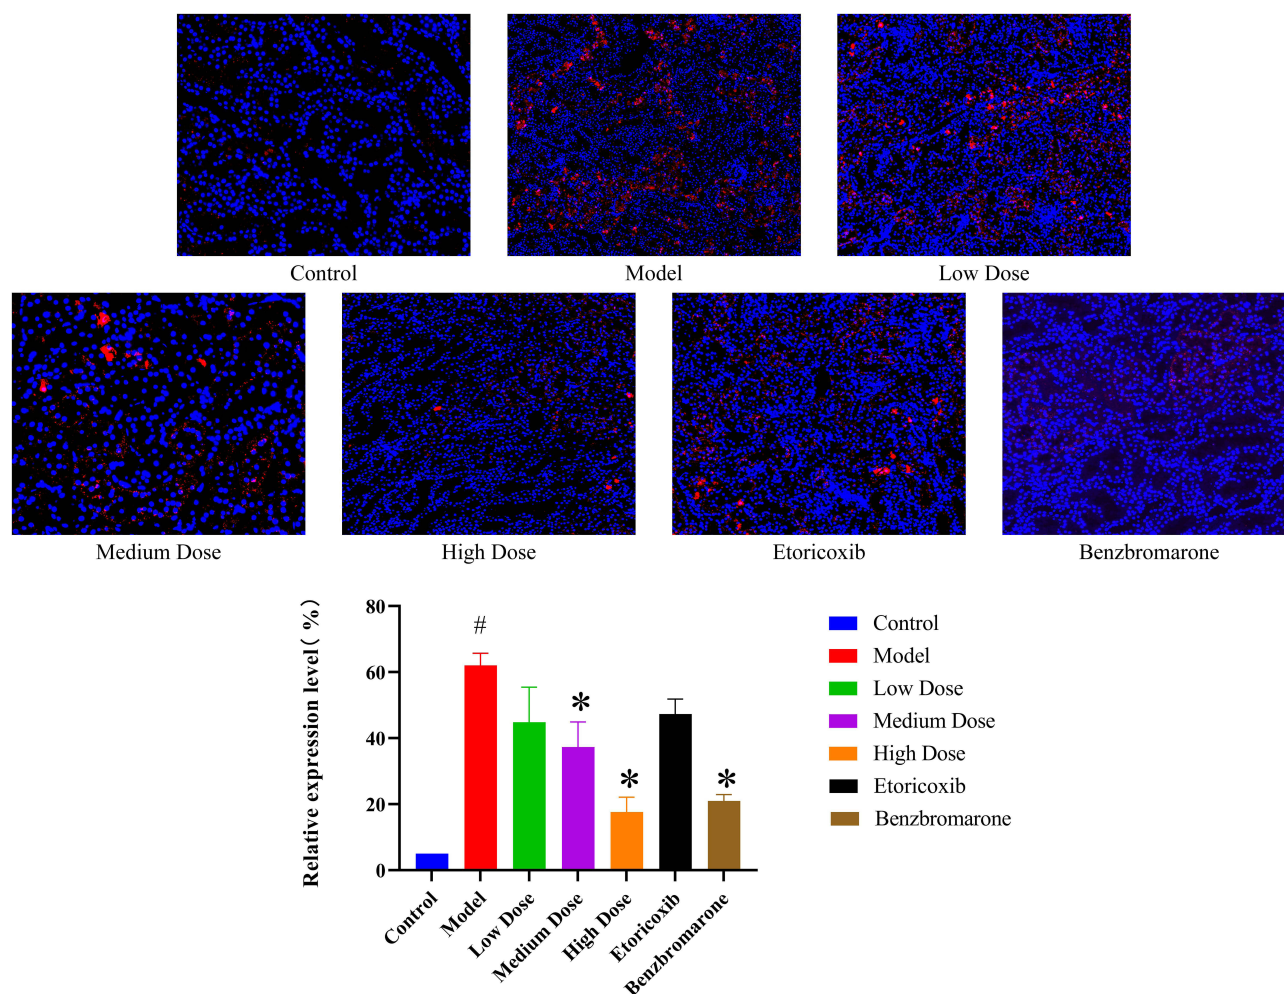 Control
Model
Low Dose
Medium Dose
High Dose
Etoricoxib
Benzbromarone
Relative expression level( %)
80
60
40
20
0
#
*
*
*
Control
Model
Low Dose
Medium Dose
High Dose
Etoricoxib
Benzbromarone
Control
Model
Low Dose
Medium Dose
High Dose
Etoricoxib
Benzbromarone